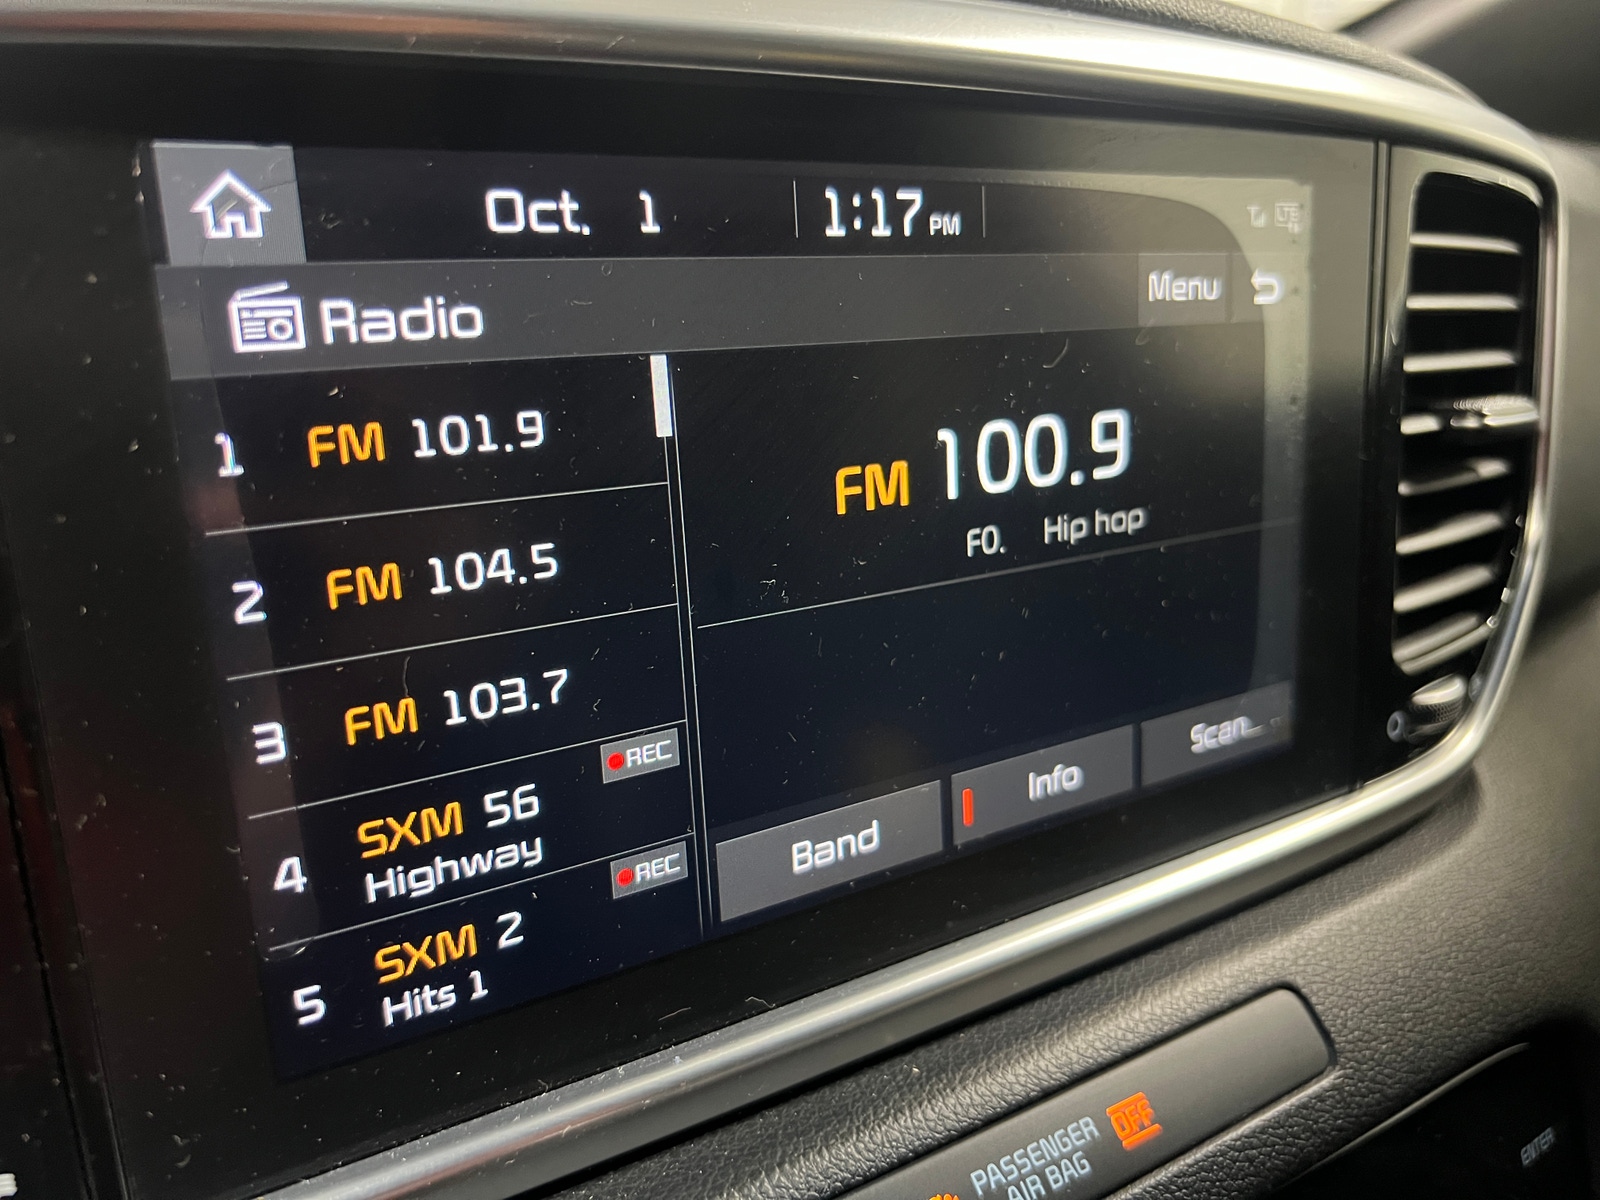 Oct. 1 1:17 PM
LTE
Radio
Menu
1 FM 101.9
2 FM 104.5
3 FM 103.7
REC
4 SXM 56
Highway
REC
5 SXM 2
Hits 1
FM 100.9
FO. Hip hop
Band
Info
Scan
PASSENGER
AIR BAG
OFF
ENTER